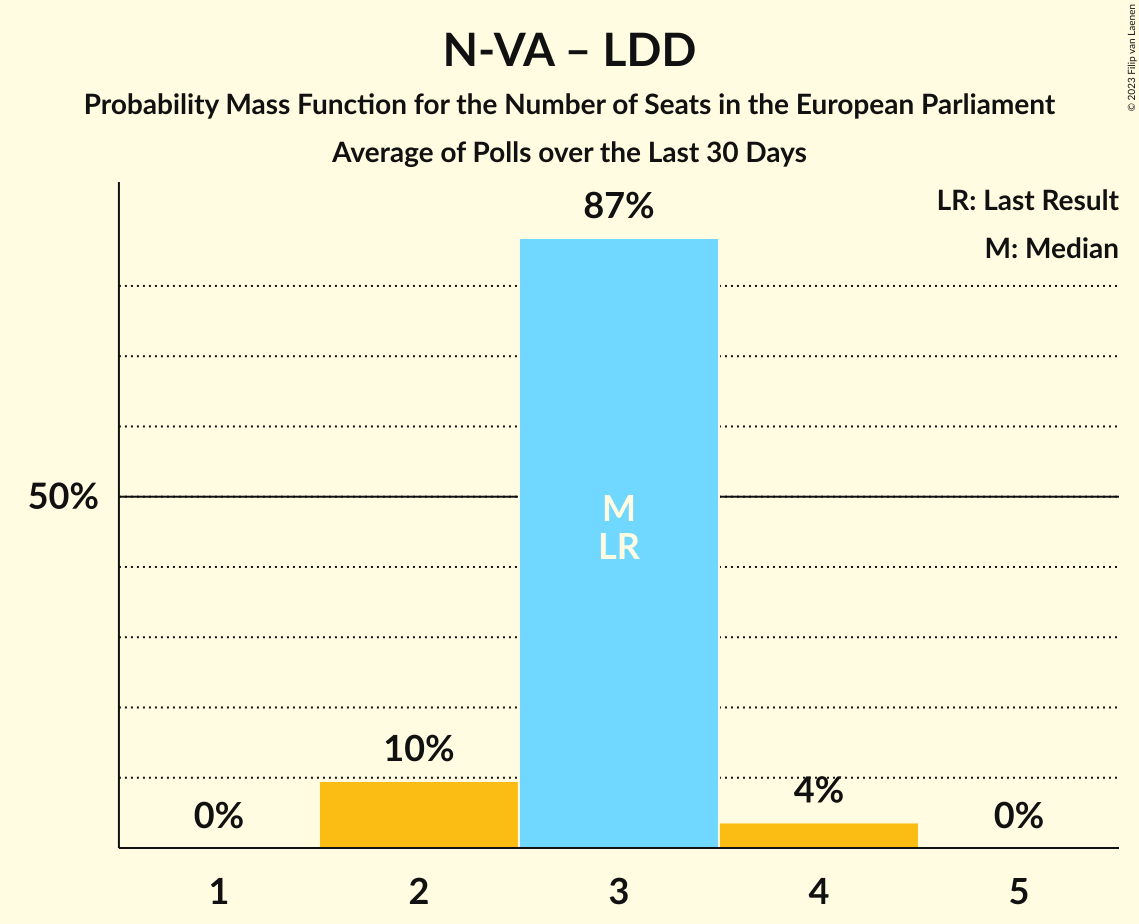 N-VA – LDD
Probability Mass Function for the Number of Seats in the European Parliament
Average of Polls over the Last 30 Days
© 2023 Filip van Laenen
LR: Last Result
M: Median
87%
50%
M
LR
10%
4%
0%
0%
1 2 3 4 5